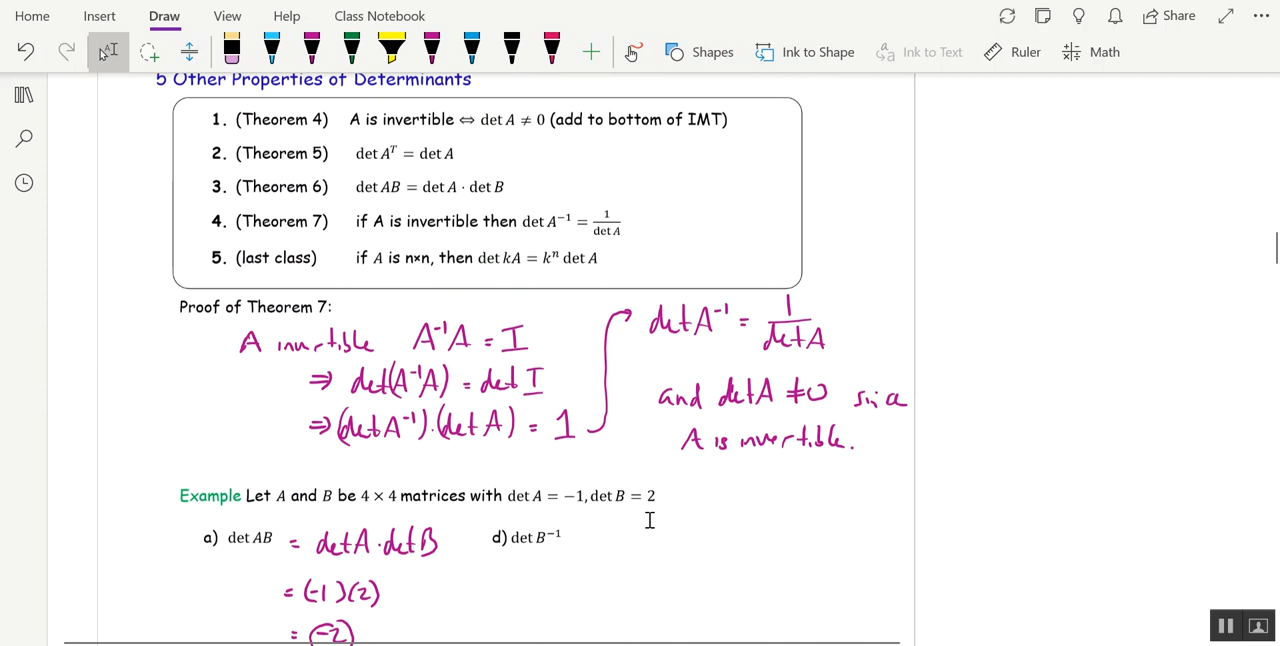 Home Insert Draw View Help Class Notebook Share
Shapes Ink to Shape Ink to Text Ruler Math
5 Other Properties of Determinants
1. (Theorem 4) A is invertible ⇔ det A ≠ 0 (add to bottom of IMT)
2. (Theorem 5) det Aᵀ = det A
3. (Theorem 6) det AB = det A · det B
4. (Theorem 7) if A is invertible then det A⁻¹ = 1/det A
5. (last class) if A is n×n, then det kA = kⁿ det A
Proof of Theorem 7:
A invertible A⁻¹A = I
⇒ det(A⁻¹A) = det I
⇒ (det A⁻¹)·(det A) = 1
det A⁻¹ = 1/det A
and det A ≠ 0 since
A is invertible.
Example Let A and B be 4 × 4 matrices with det A = −1, det B = 2
a) det AB = det A · det B
= (-1)(2)
= (-2)
d) det B⁻¹